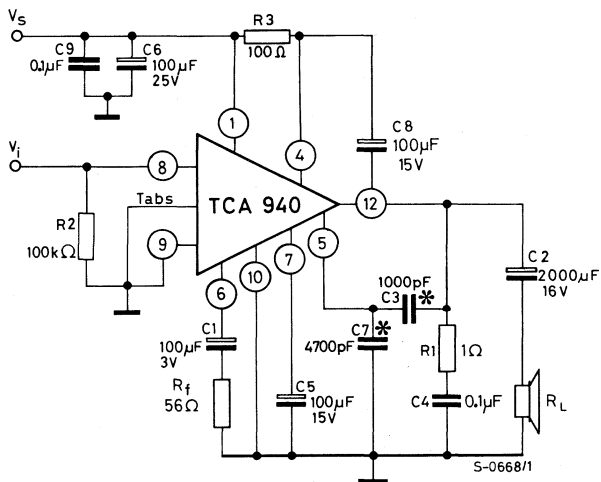 Vs
R3
100Ω
C9
0.1µF
C6
100µF
25V
1
4
C8
100µF
15V
Vi
8
Tabs
TCA 940
12
R2
100kΩ
9
5
7
10
6
C2
2000µF
16V
1000pF
C3 *
C1
100µF
3V
C7 *
4700pF
R1
1Ω
Rf
56Ω
C5
100µF
15V
C4
0.1µF
RL
S-0668/1